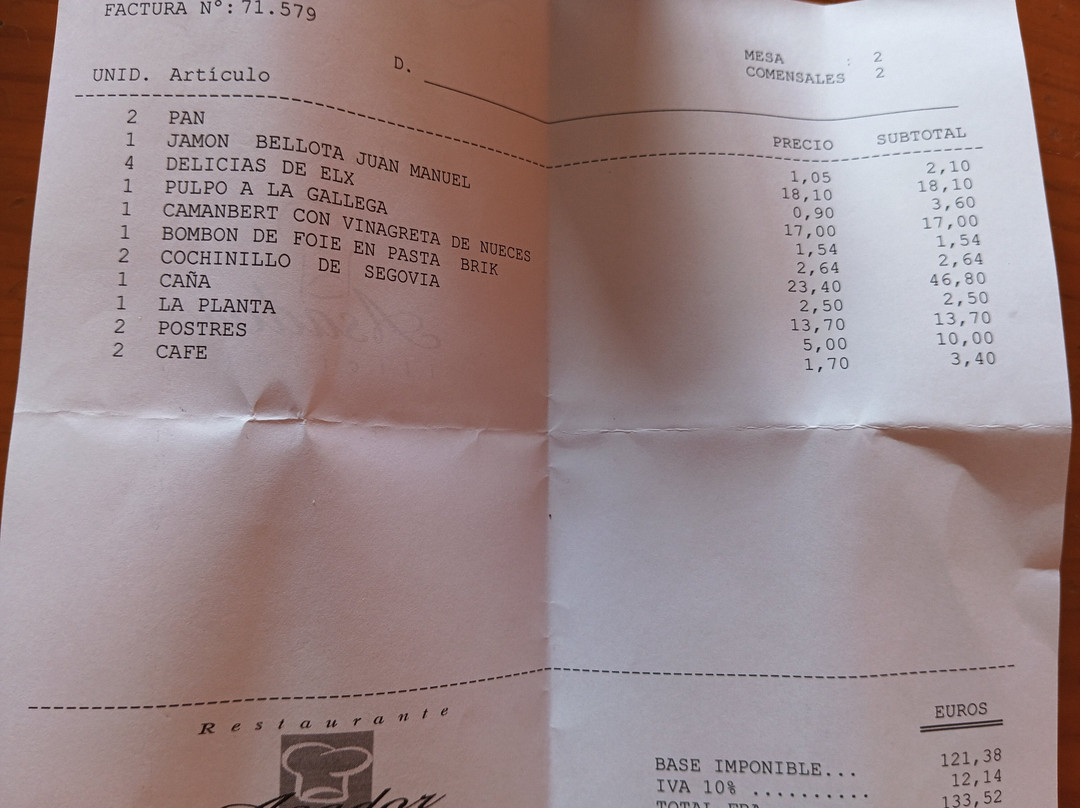 FACTURA Nº: 71.579
D.
MESA : 2
COMENSALES 2
UNID. Artículo PRECIO SUBTOTAL
2 PAN 1,05 2,10
1 JAMON BELLOTA JUAN MANUEL 18,10 18,10
4 DELICIAS DE ELX 0,90 3,60
1 PULPO A LA GALLEGA 17,00 17,00
1 CAMANBERT CON VINAGRETA DE NUECES 1,54 1,54
1 BOMBON DE FOIE EN PASTA BRIK 2,64 2,64
2 COCHINILLO DE SEGOVIA 23,40 46,80
1 CAÑA 2,50 2,50
1 LA PLANTA 13,70 13,70
2 POSTRES 5,00 10,00
2 CAFE 1,70 3,40
Restaurante
EUROS
BASE IMPONIBLE... 121,38
IVA 10% .......... 12,14
TOTAL FRA 133,52